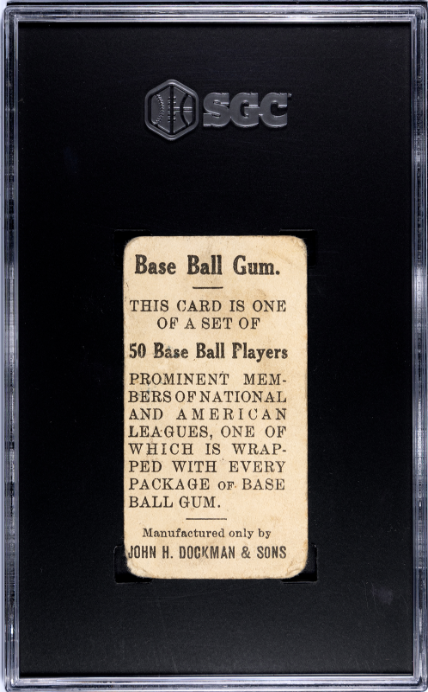 SGC
Base Ball Gum.
THIS CARD IS ONE
OF A SET OF
50 Base Ball Players
PROMINENT MEM-
BERS OF NATIONAL
AND AMERICAN
LEAGUES, ONE OF
WHICH IS WRAP-
PED WITH EVERY
PACKAGE OF BASE
BALL GUM.
Manufactured only by
JOHN H. DOCKMAN & SONS